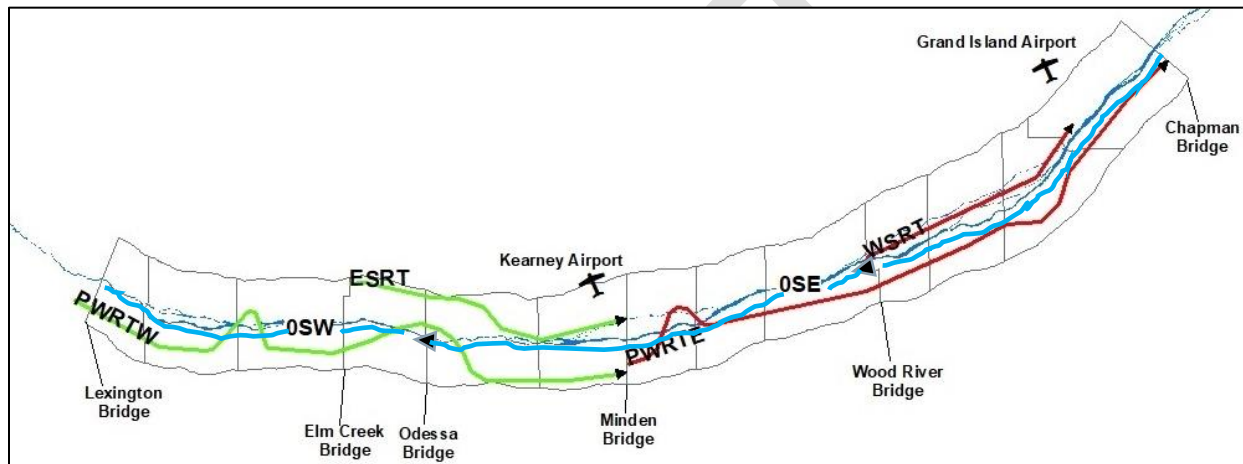 Grand Island Airport
Chapman
Bridge
Kearney Airport
WSRT
ESRT
0SE
PWRTW
0SW
PWRTE
Wood River
Bridge
Lexington
Bridge
Elm Creek
Bridge
Odessa
Bridge
Minden
Bridge